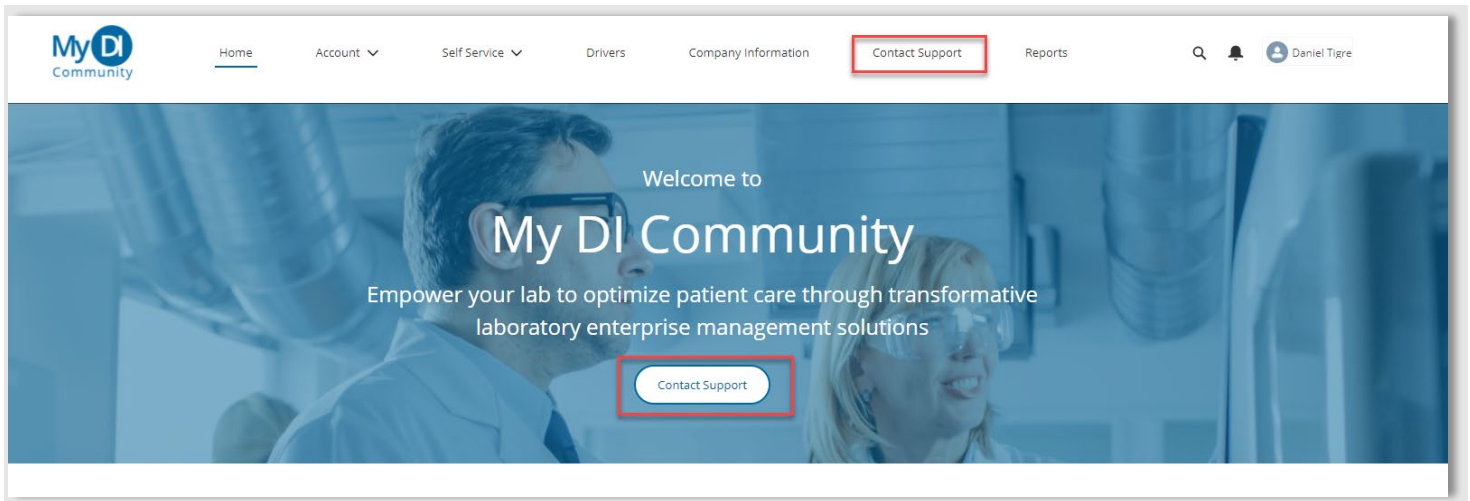 My DI
Community
Home
Account
Self Service
Drivers
Company Information
Contact Support
Reports
Daniel Tigre
Welcome to
My DI Community
Empower your lab to optimize patient care through transformative
laboratory enterprise management solutions
Contact Support